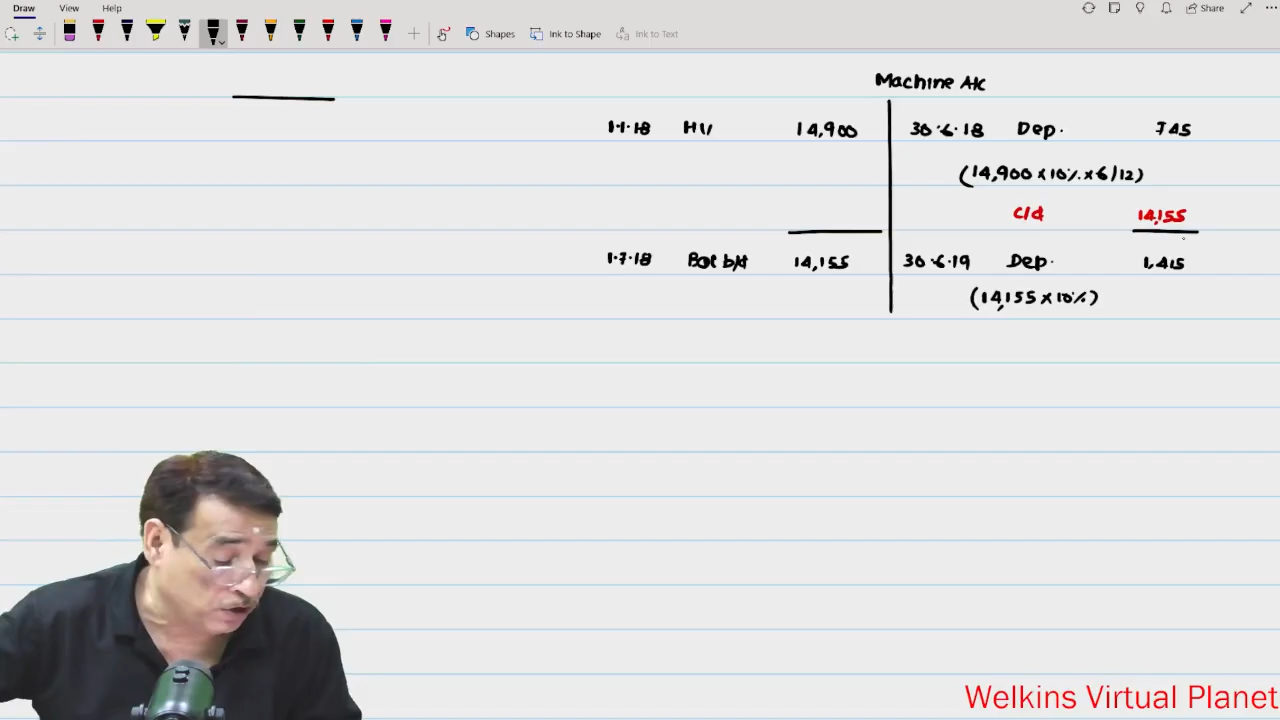 Draw View Help Share
Shapes Ink to Shape Ink to Text
Machine A/c
1·1·18 HV 14,900 30·6·18 Dep. 745
(14,900 x 10% x 6/12)
c/d 14,155
1·7·18 Bal b/d 14,155 30·6·19 Dep. 1,415
(14,155 x 10%)
Welkins Virtual Planet